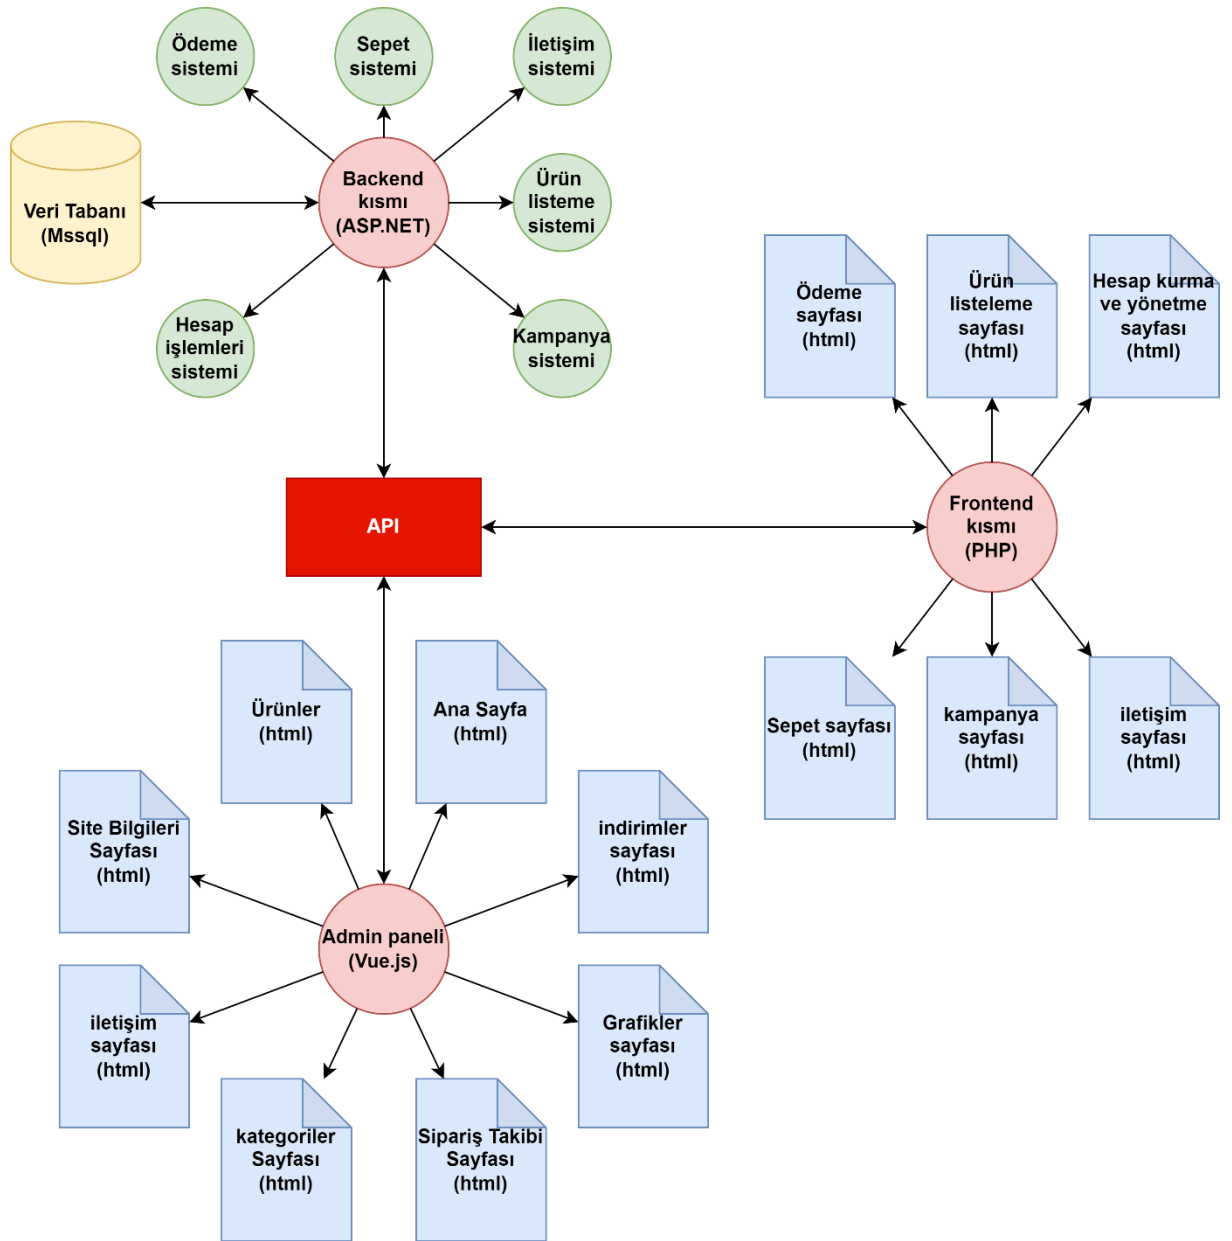 Ödeme
sistemi
Sepet
sistemi
İletişim
sistemi
Veri Tabanı
(Mssql)
Backend
kısmı
(ASP.NET)
Ürün
listeme
sistemi
Hesap
işlemleri
sistemi
Kampanya
sistemi
Ödeme
sayfası
(html)
Ürün
listeleme
sayfası
(html)
Hesap kurma
ve yönetme
sayfası
(html)
API
Frontend
kısmı
(PHP)
Sepet sayfası
(html)
kampanya
sayfası
(html)
iletişim
sayfası
(html)
Ürünler
(html)
Ana Sayfa
(html)
Site Bilgileri
Sayfası
(html)
indirimler
sayfası
(html)
Admin paneli
(Vue.js)
iletişim
sayfası
(html)
Grafikler
sayfası
(html)
kategoriler
Sayfası
(html)
Sipariş Takibi
Sayfası
(html)